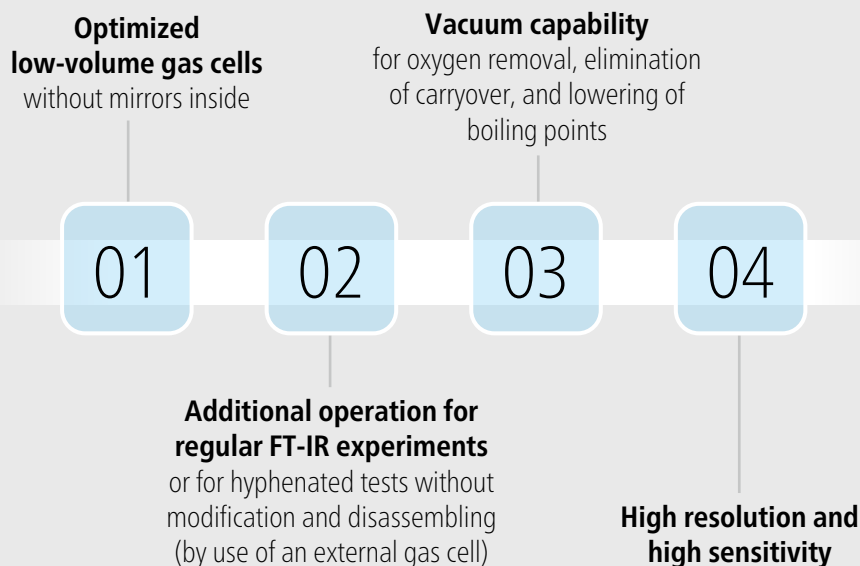 Optimized
low-volume gas cells
without mirrors inside
Vacuum capability
for oxygen removal, elimination
of carryover, and lowering of
boiling points
01
02
03
04
Additional operation for
regular FT-IR experiments
or for hyphenated tests without
modification and disassembling
(by use of an external gas cell)
High resolution and
high sensitivity